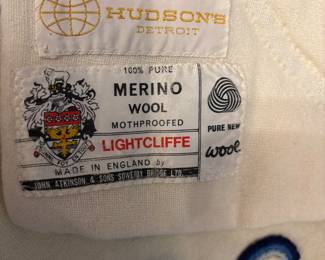 HUDSON'S
DETROIT
100% PURE
MERINO
WOOL
MOTHPROOFED
LIGHTCLIFFE
MADE IN ENGLAND by
JOHN ATKINSON & SONS SOWERBY BRIDGE LTD.
PURE NEW
wool